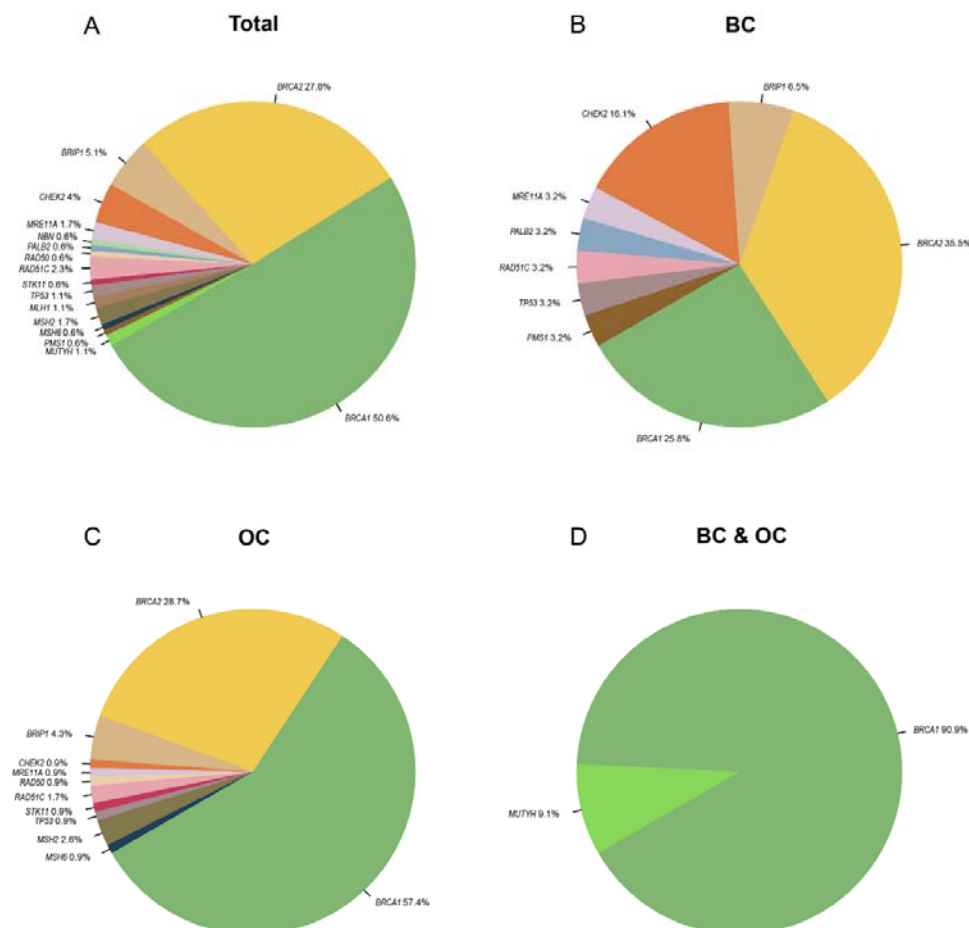 A
Total
BRCA2 27.8%
BRIP1 5.1%
CHEK2 4%
MRE11A 1.7%
NBN 0.6%
PALB2 0.6%
RAD50 0.6%
RAD51C 2.3%
STK11 0.6%
TP53 1.1%
MLH1 1.1%
MSH2 1.7%
MSH6 0.6%
PMS1 0.6%
MUTYH 1.1%
BRCA1 50.6%
B
BC
BRIP1 6.5%
CHEK2 16.1%
MRE11A 3.2%
PALB2 3.2%
RAD51C 3.2%
TP53 3.2%
PMS1 3.2%
BRCA2 35.5%
BRCA1 25.8%
C
OC
BRCA2 28.7%
BRIP1 4.3%
CHEK2 0.9%
MRE11A 0.9%
RAD50 0.9%
RAD51C 1.7%
STK11 0.9%
TP53 0.9%
MSH2 2.6%
MSH6 0.9%
BRCA1 57.4%
D
BC & OC
BRCA1 90.9%
MUTYH 9.1%